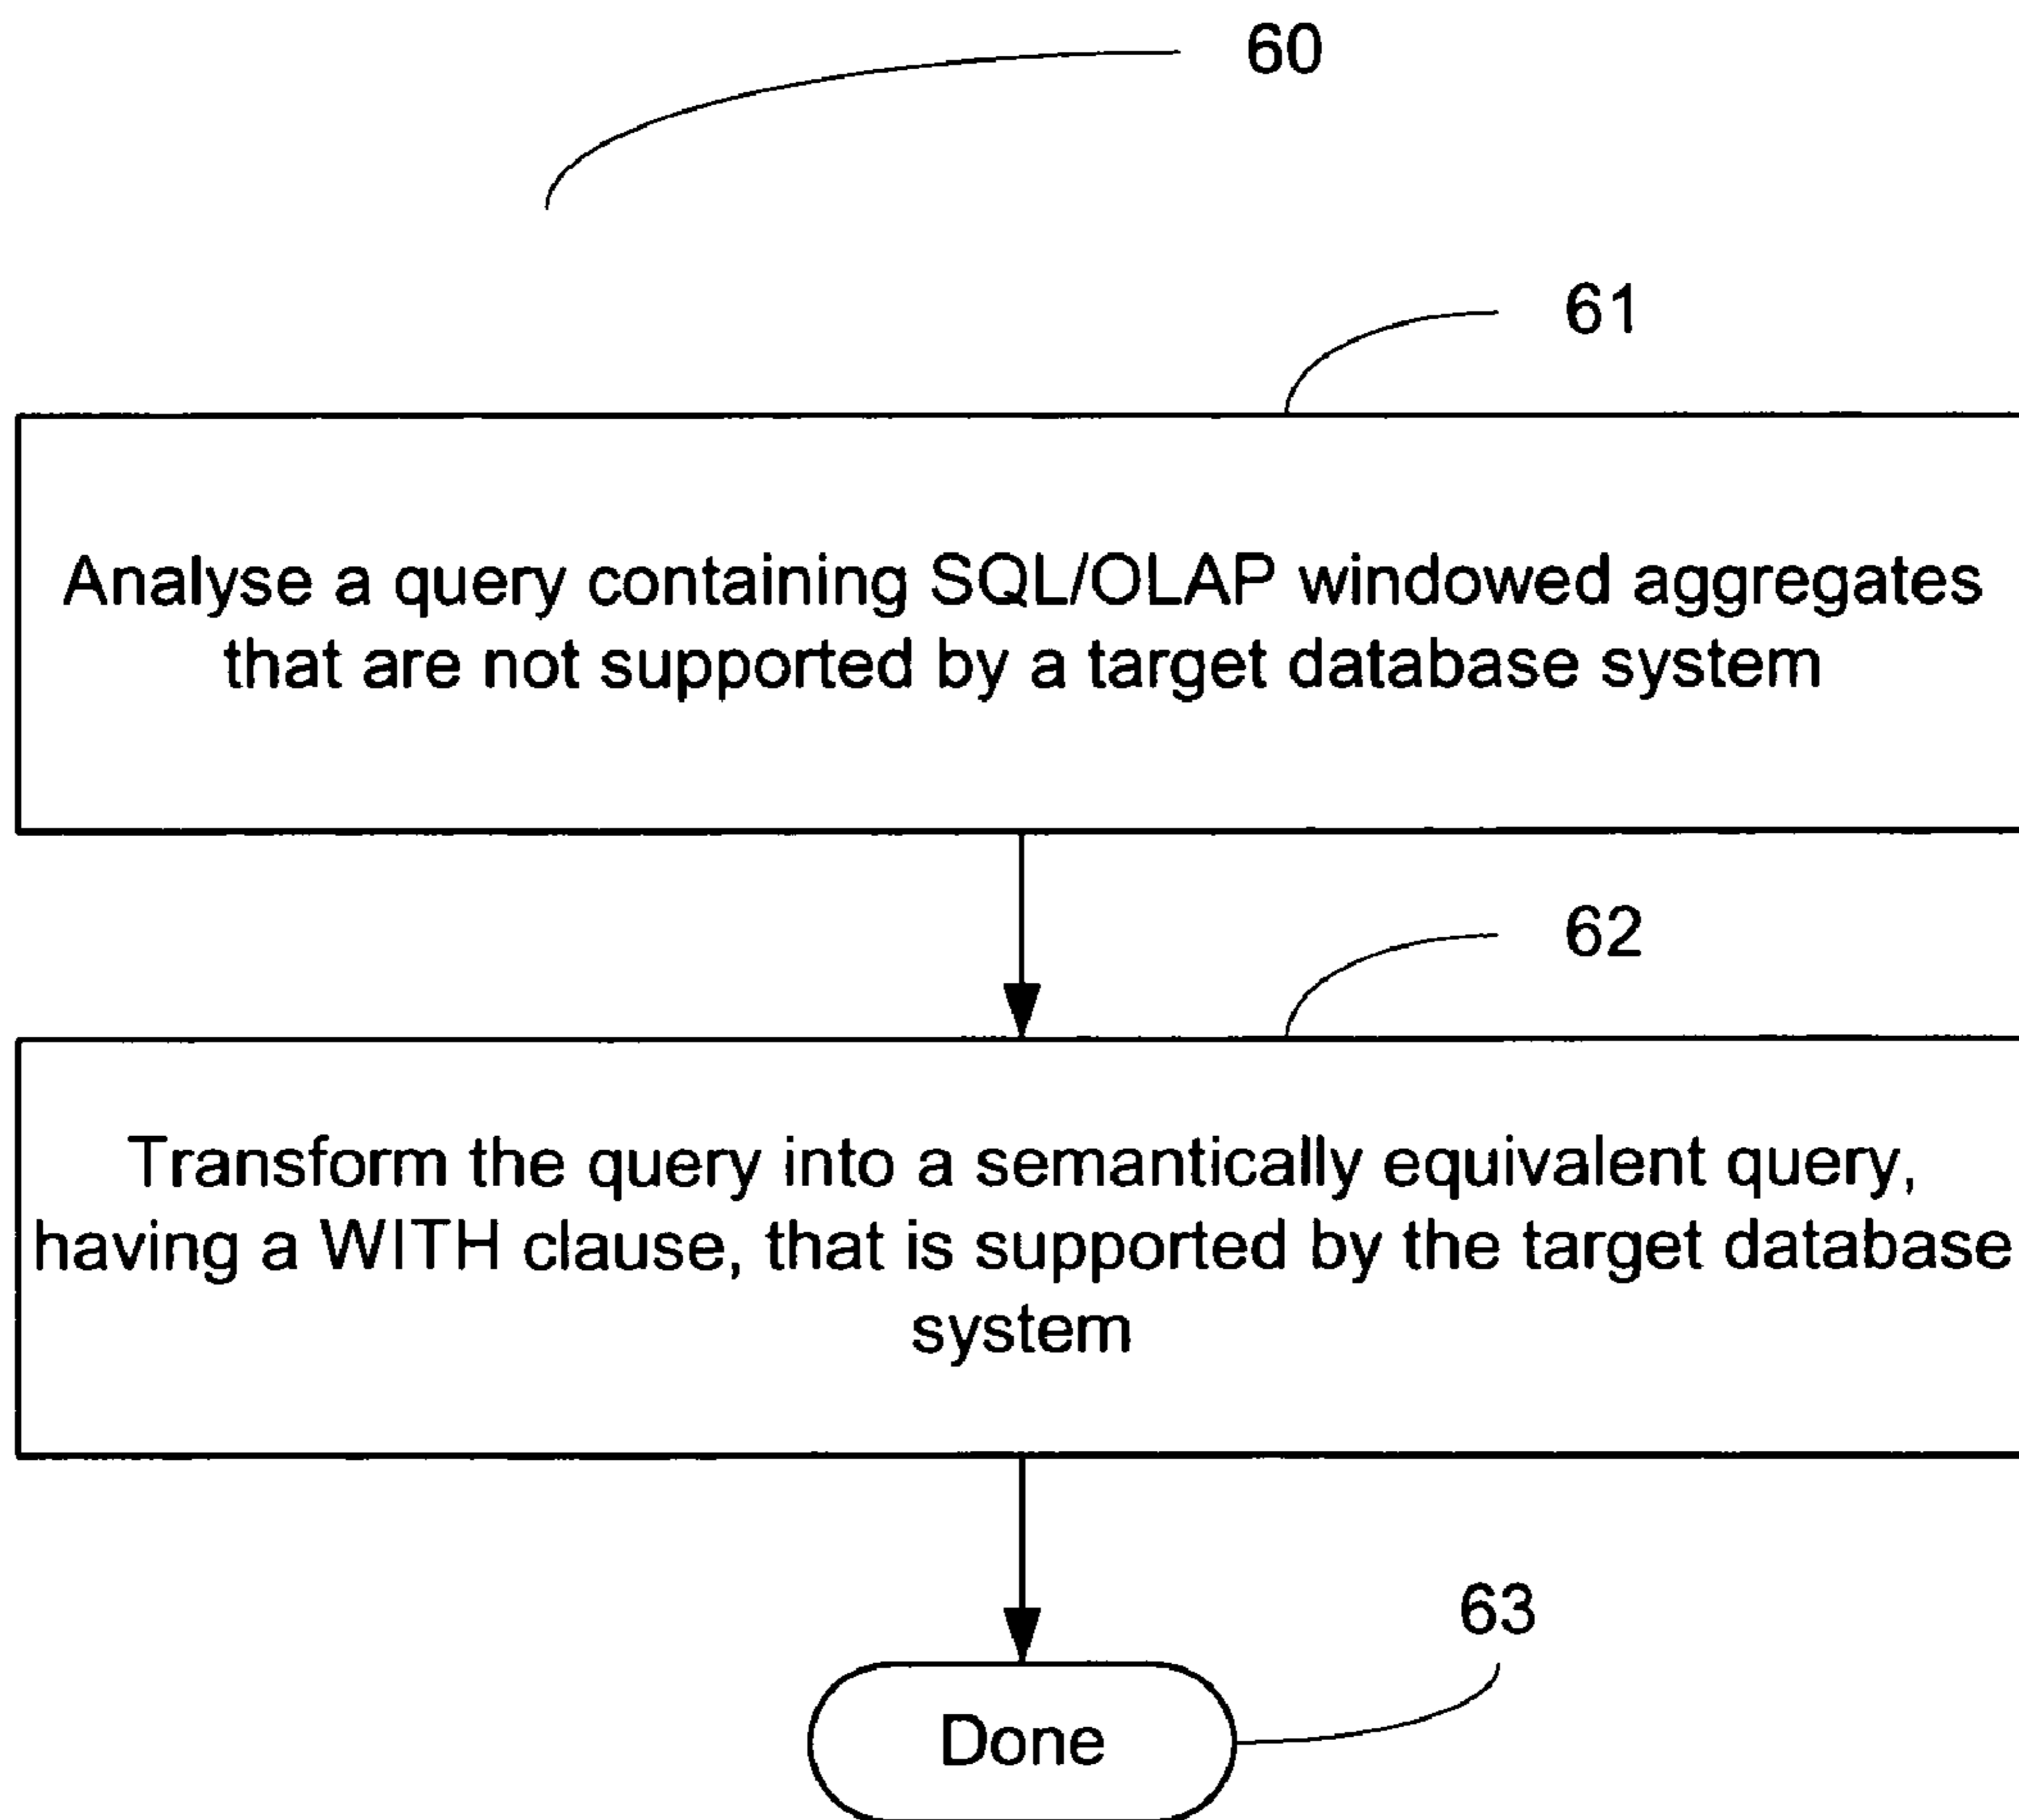 60
61
Analyse a query containing SQL/OLAP windowed aggregates
that are not supported by a target database system
62
Transform the query into a semantically equivalent query,
having a WITH clause, that is supported by the target database
system
63
Done